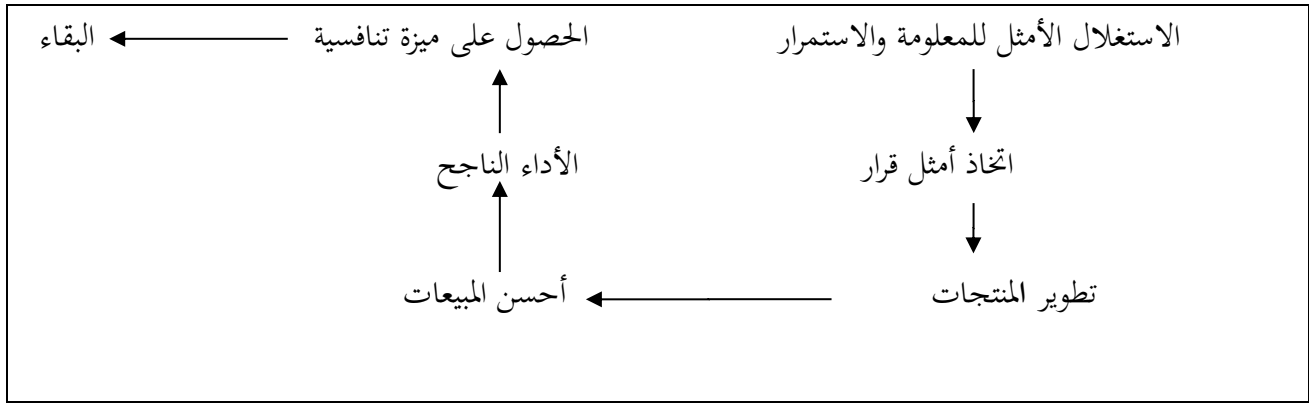 الاستغلال الأمثل للمعلومة والاستمرار
الحصول على ميزة تنافسية
البقاء
اتخاذ أمثل قرار
الأداء الناجح
تطوير المنتجات
أحسن المبيعات